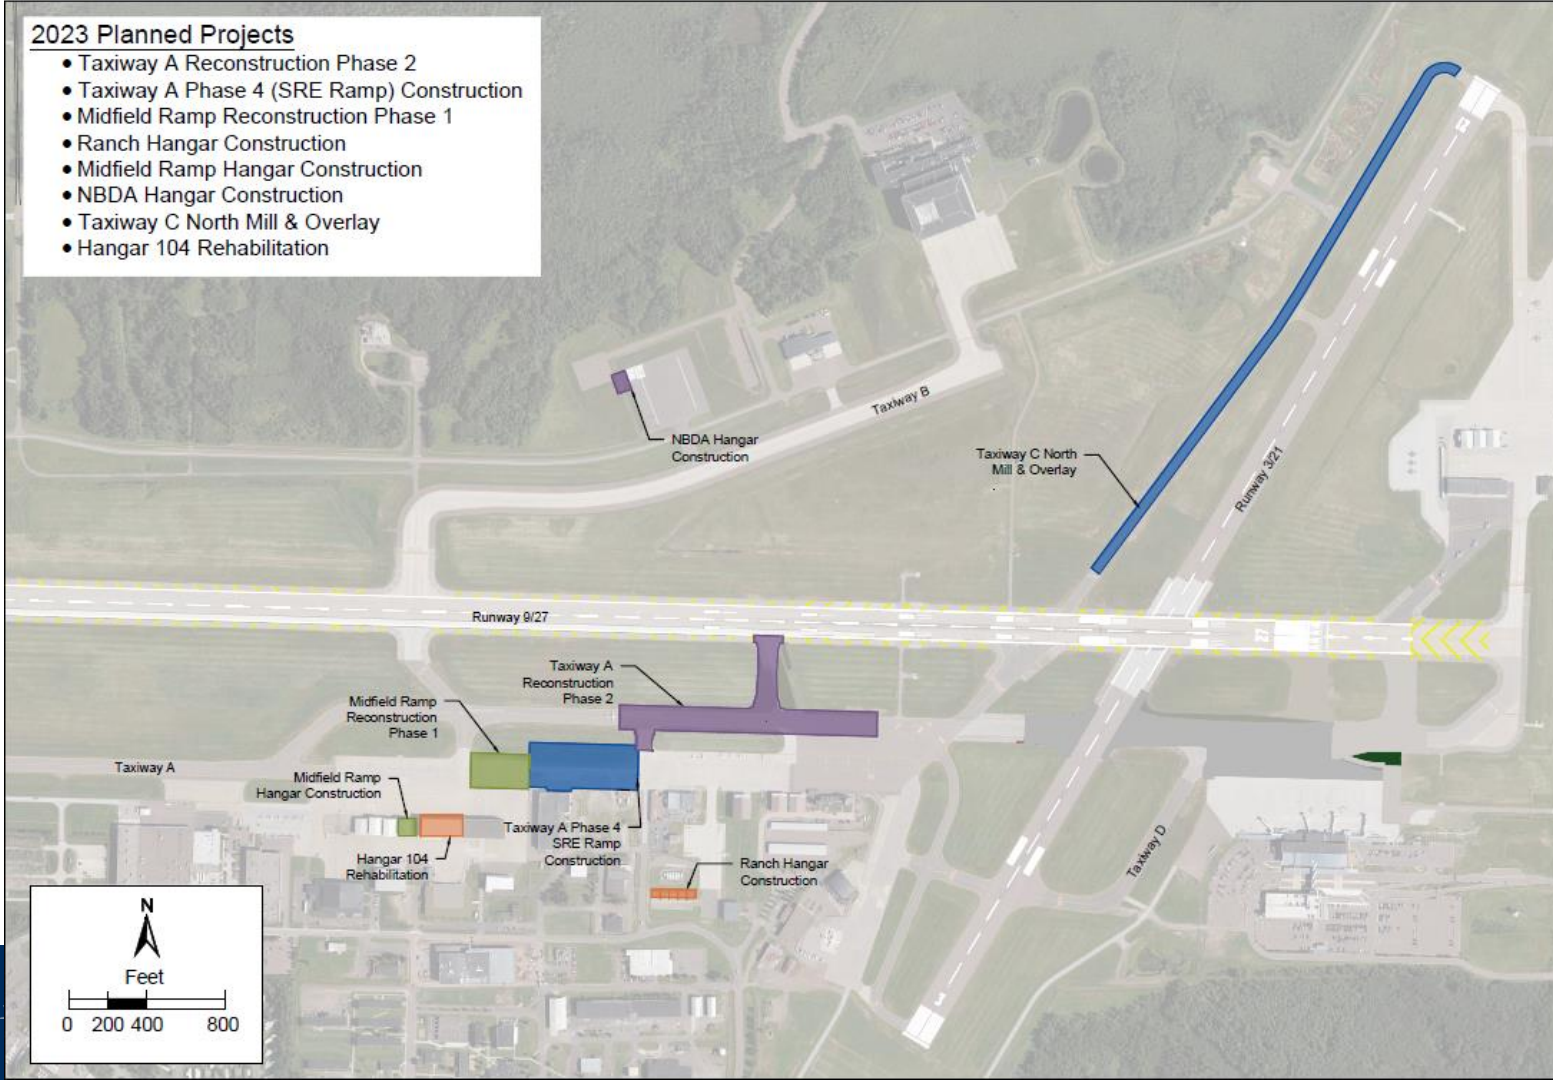 2023 Planned Projects
• Taxiway A Reconstruction Phase 2
• Taxiway A Phase 4 (SRE Ramp) Construction
• Midfield Ramp Reconstruction Phase 1
• Ranch Hangar Construction
• Midfield Ramp Hangar Construction
• NBDA Hangar Construction
• Taxiway C North Mill & Overlay
• Hangar 104 Rehabilitation
21
Taxiway B
NBDA Hangar
Construction
Taxiway C North
Mill & Overlay
Runway 3/21
Runway 9/27
27
Taxiway A
Reconstruction
Phase 2
Midfield Ramp
Reconstruction
Phase 1
Taxiway A
Midfield Ramp
Hangar Construction
Taxiway A Phase 4
SRE Ramp
Construction
Hangar 104
Rehabilitation
Ranch Hangar
Construction
Taxiway D
3
N
Feet
0 200 400 800